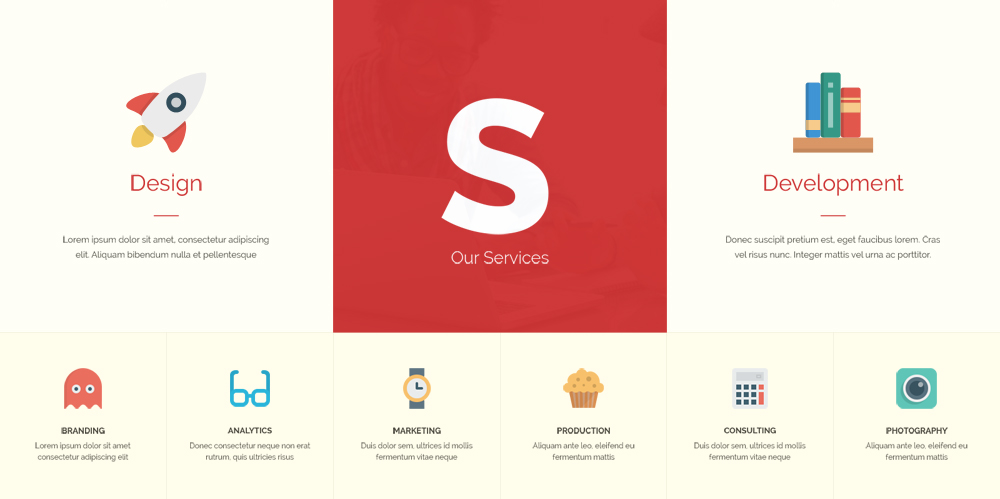 Design
Lorem ipsum dolor sit amet, consectetur adipiscing
elit. Aliquam bibendum nulla et pellentesque
S
Our Services
Development
Donec suscipit pretium est, eget faucibus lorem. Cras
vel risus nunc. Integer mattis vel urna ac porttitor.
BRANDING
Lorem ipsum dolor sit amet
consectetur adipiscing elit
ANALYTICS
Donec consectetur neque non erat
rutrum, quis ultricies risus
MARKETING
Duis dolor sem, ultrices id mollis
fermentum vitae neque
PRODUCTION
Aliquam ante leo, eleifend eu
fermentum mattis
CONSULTING
Duis dolor sem, ultrices id mollis
fermentum vitae neque
PHOTOGRAPHY
Aliquam ante leo, eleifend eu
fermentum mattis